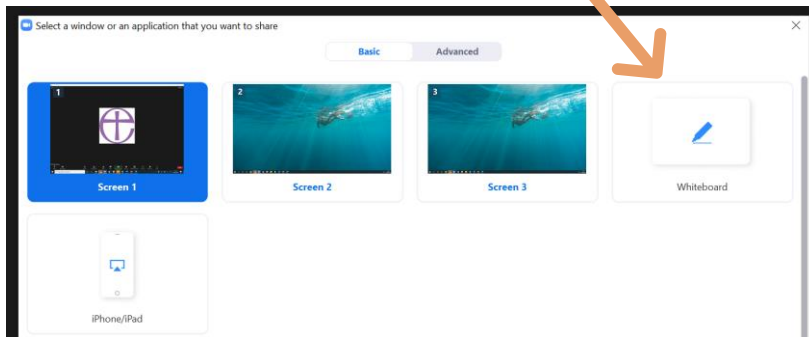 Select a window or an application that you want to share
Basic Advanced
1
2
3
Screen 1
Screen 2
Screen 3
Whiteboard
iPhone/iPad